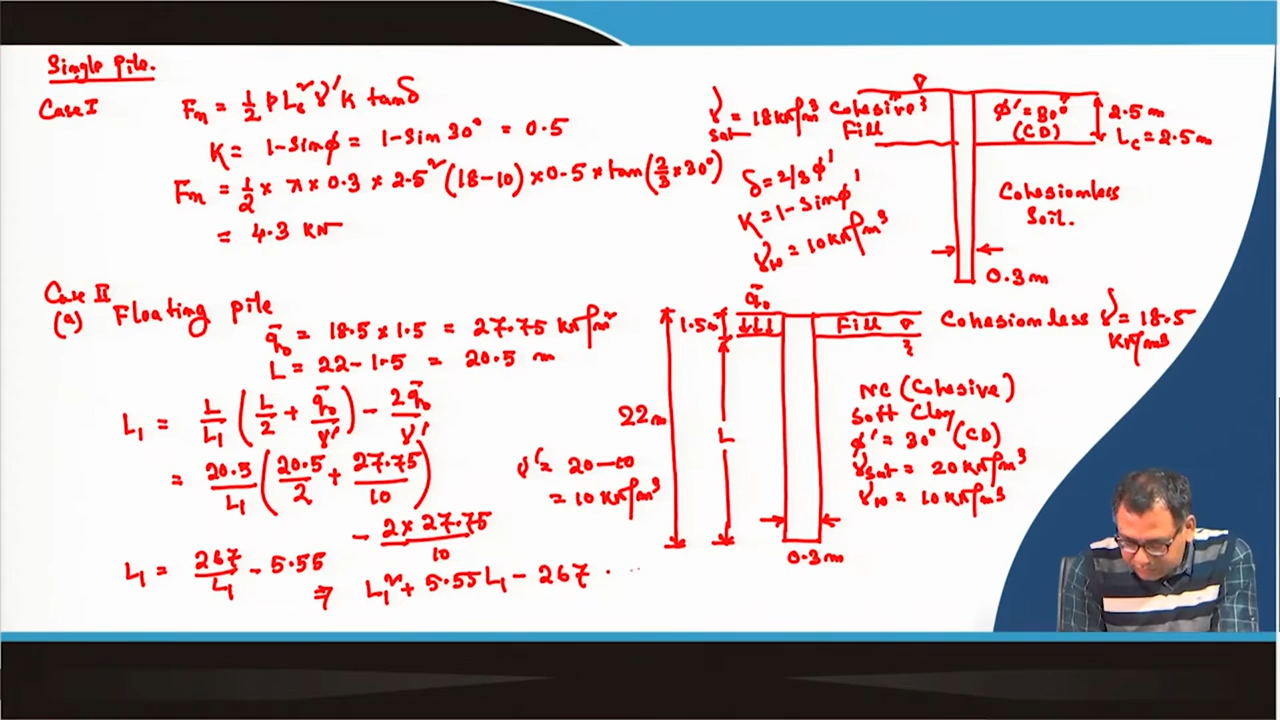 Single Pile.
Case I
Fn = 1/2 P Lc² γ' K tanδ
K = 1-Sinφ = 1-Sin 30° = 0.5
Fn = 1/2 × π × 0.3 × 2.5² (18-10) × 0.5 × tan(2/3 × 30°)
= 4.3 kN
γsat = 18 kN/m³
Cohesive
Fill
φ' = 30°
(CD)
2.5 m
Lc = 2.5 m
δ = 2/3 φ'
K = 1 - Sinφ'
γw = 10 kN/m³
Cohesionless
Soil.
0.3 m
Case II
(a) Floating pile
q̄o = 18.5 × 1.5 = 27.75 kN/m²
L = 22 - 1.5 = 20.5 m
L1 = L/L1 (L/2 + q̄o/γ') - 2q̄o/γ'
= 20.5/L1 (20.5/2 + 27.75/10)
- 2 × 27.75/10
γ' = 20-10
= 10 kN/m³
L1 = 267/L1 - 5.55
⇒ L1² + 5.55 L1 - 267
q̄o
1.5m
Fill
Cohesionless γ = 18.5
kN/m³
22m
L
NC (Cohesive)
Soft Clay
φ' = 30° (CD)
γsat = 20 kN/m³
γw = 10 kN/m³
0.3m